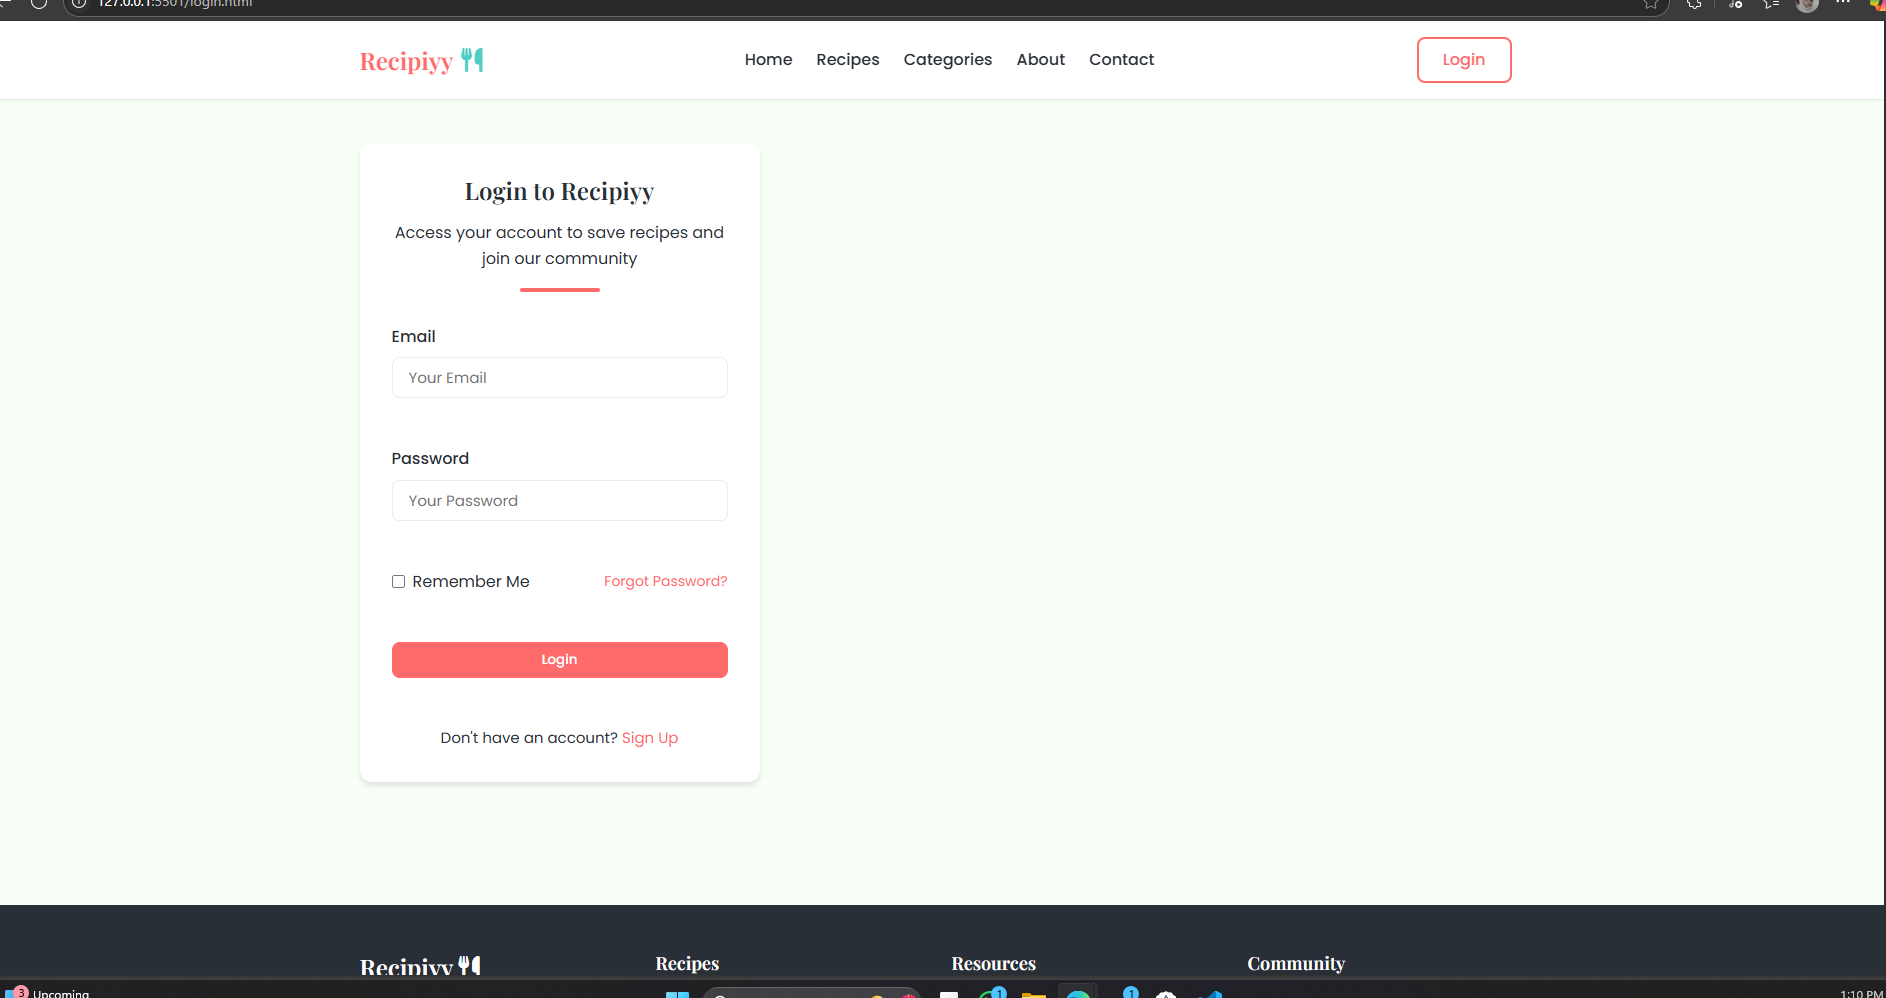 127.0.0.1:5501/login.html
Recipiyy
Home Recipes Categories About Contact
Login
Login to Recipiyy
Access your account to save recipes and
join our community
Email
Your Email
Password
Your Password
Remember Me
Forgot Password?
Login
Don't have an account? Sign Up
Recipiyy
Recipes
Resources
Community
3
Upcoming
1
1
1:10 PM